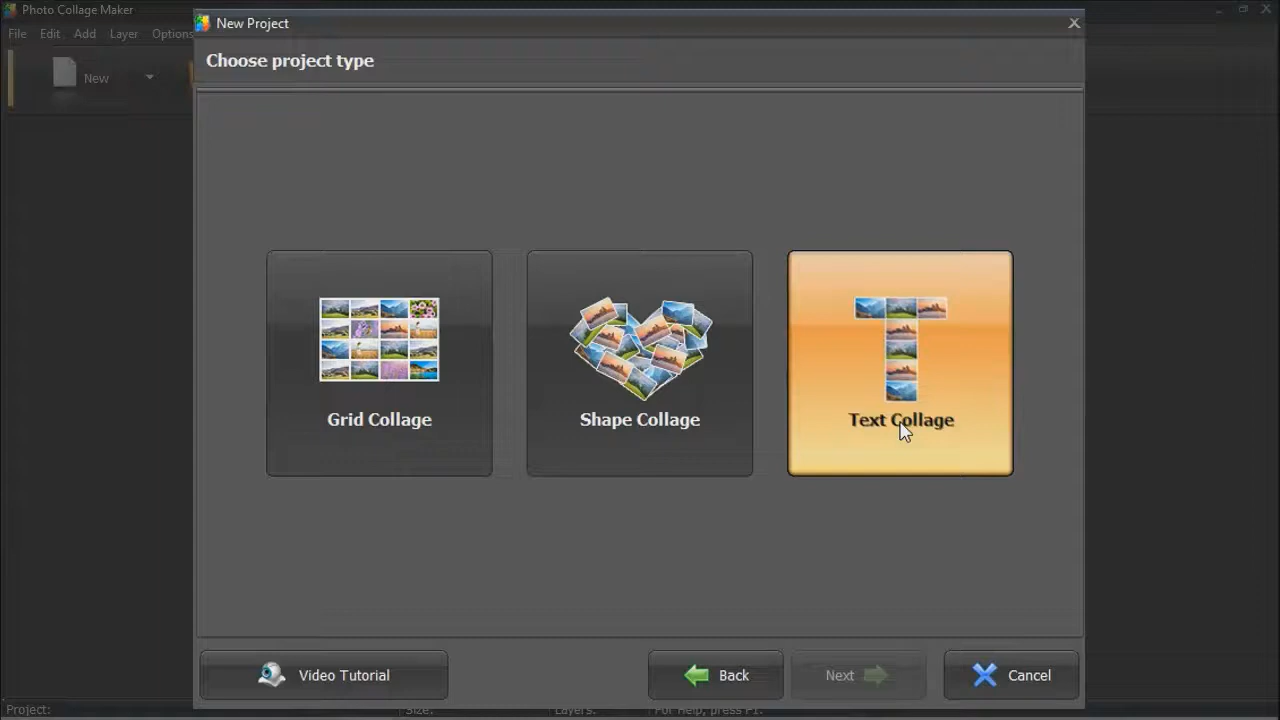 Photo Collage Maker
New Project
File Edit Add Layer Options
Choose project type
New
Grid Collage
Shape Collage
Text Collage
Video Tutorial
Back
Next
Cancel
Project:
Size:
Layers:
For Help, press F1.